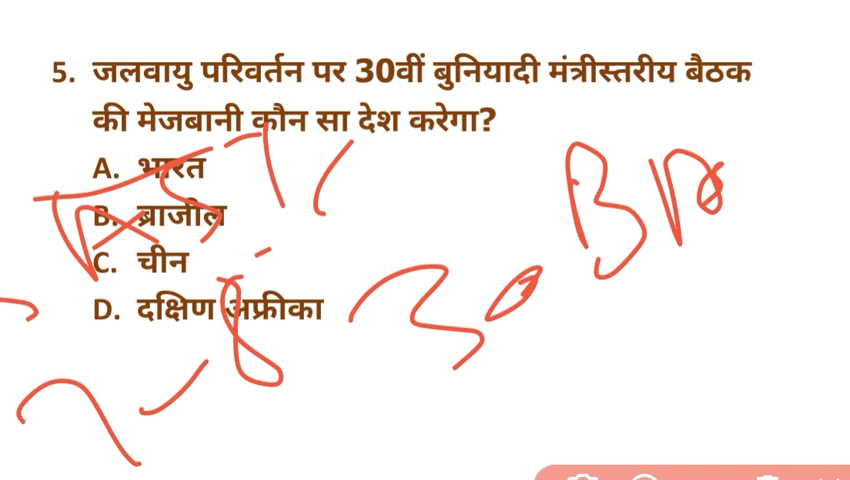 5. जलवायु परिवर्तन पर 30वीं बुनियादी मंत्रीस्तरीय बैठक
की मेजबानी कौन सा देश करेगा?
A. भारत
B. ब्राजील
C. चीन
D. दक्षिण अफ्रीका
30